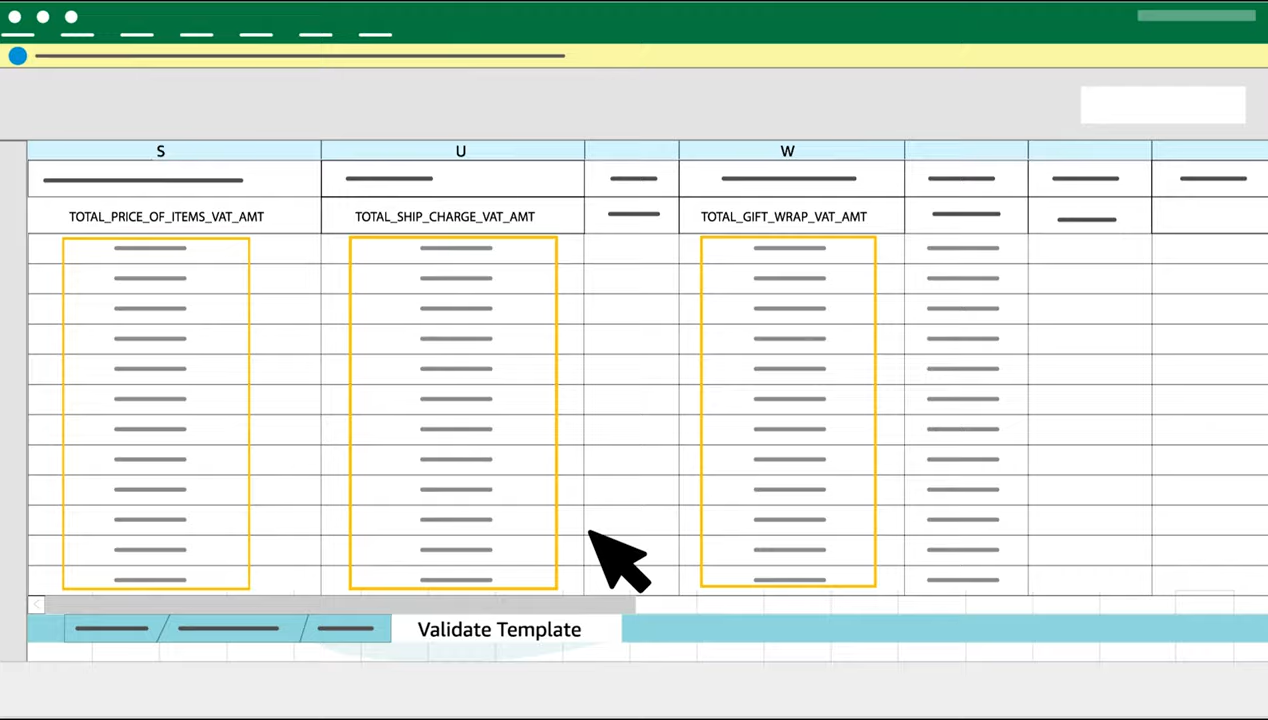 S U W
TOTAL_PRICE_OF_ITEMS_VAT_AMT TOTAL_SHIP_CHARGE_VAT_AMT TOTAL_GIFT_WRAP_VAT_AMT
Validate Template